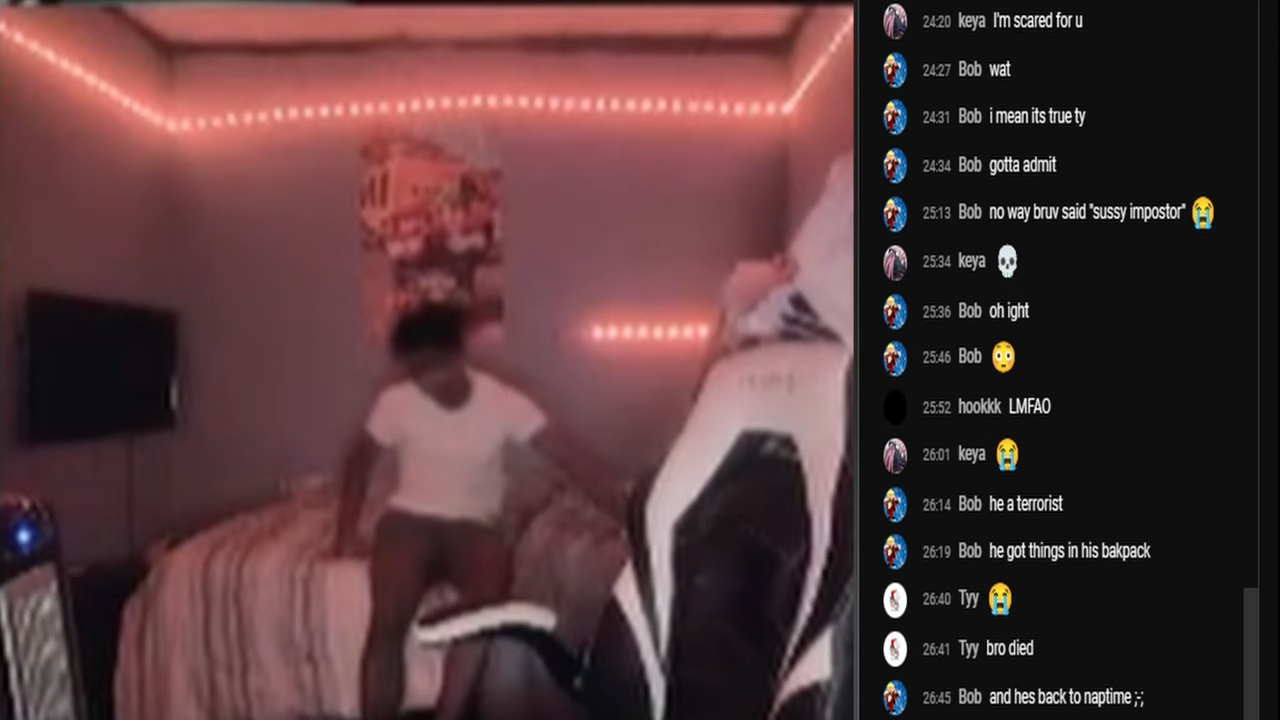 24:20 keya I'm scared for u
24:27 Bob wat
24:31 Bob i mean its true ty
24:34 Bob gotta admit
25:13 Bob no way bruv said "sussy impostor" 😭
25:34 keya 💀
25:36 Bob oh ight
25:46 Bob 😳
25:52 hookkk LMFAO
26:01 keya 😭
26:14 Bob he a terrorist
26:19 Bob he got things in his bakpack
26:40 Tyy 😭
26:41 Tyy bro died
26:45 Bob and hes back to naptime ;-;